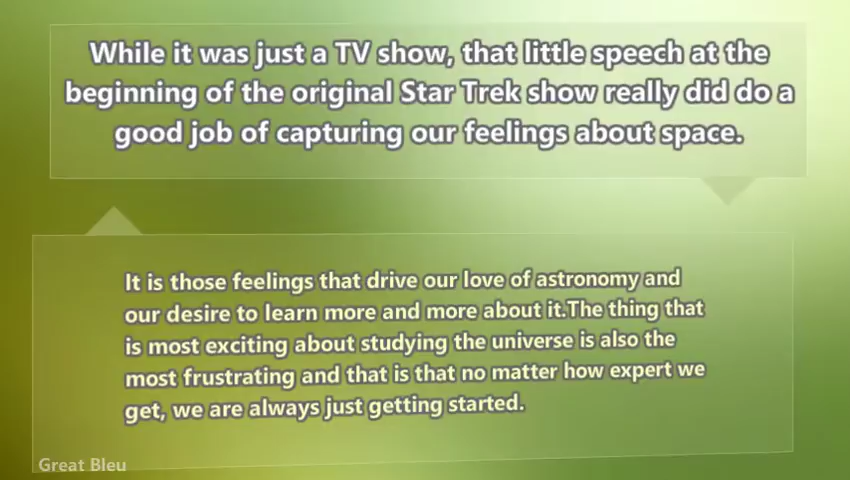 While it was just a TV show, that little speech at the
beginning of the original Star Trek show really did do a
good job of capturing our feelings about space.
It is those feelings that drive our love of astronomy and
our desire to learn more and more about it.The thing that
is most exciting about studying the universe is also the
most frustrating and that is that no matter how expert we
get, we are always just getting started.
Great Bleu